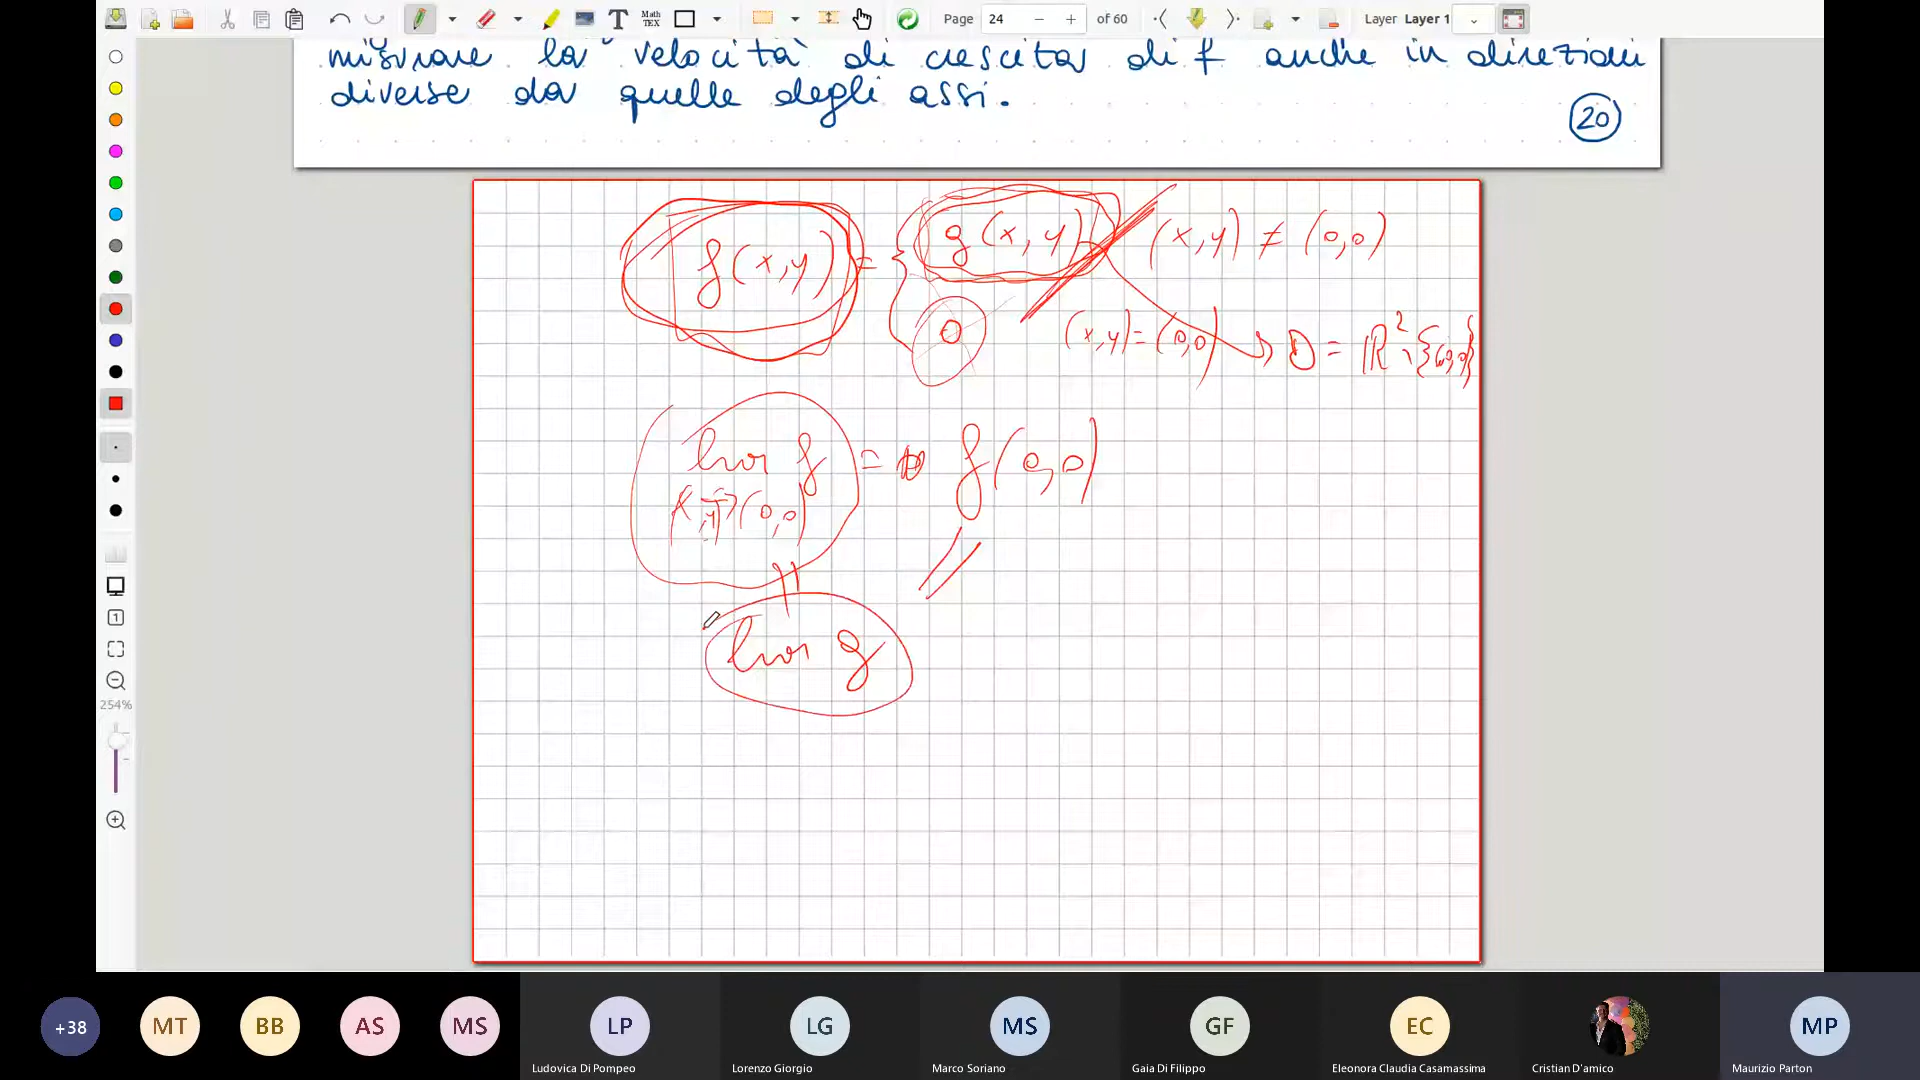 Page 24 of 60 Layer Layer 1
misurare la velocità di crescita di f anche in direzioni
diverse da quelle degli assi.
20
f(x,y) = { g(x,y) (x,y) ≠ (0,0)
0 (x,y) = (0,0) → D = ℝ² \ {(0,0)}
lim f = f(0,0)
(x,y)→(0,0)
lim g
254%
+38
MT
BB
AS
MS
LP
LG
MS
GF
EC
MP
Ludovica Di Pompeo
Lorenzo Giorgio
Marco Soriano
Gaia Di Filippo
Eleonora Claudia Casamassima
Cristian D'amico
Maurizio Parton